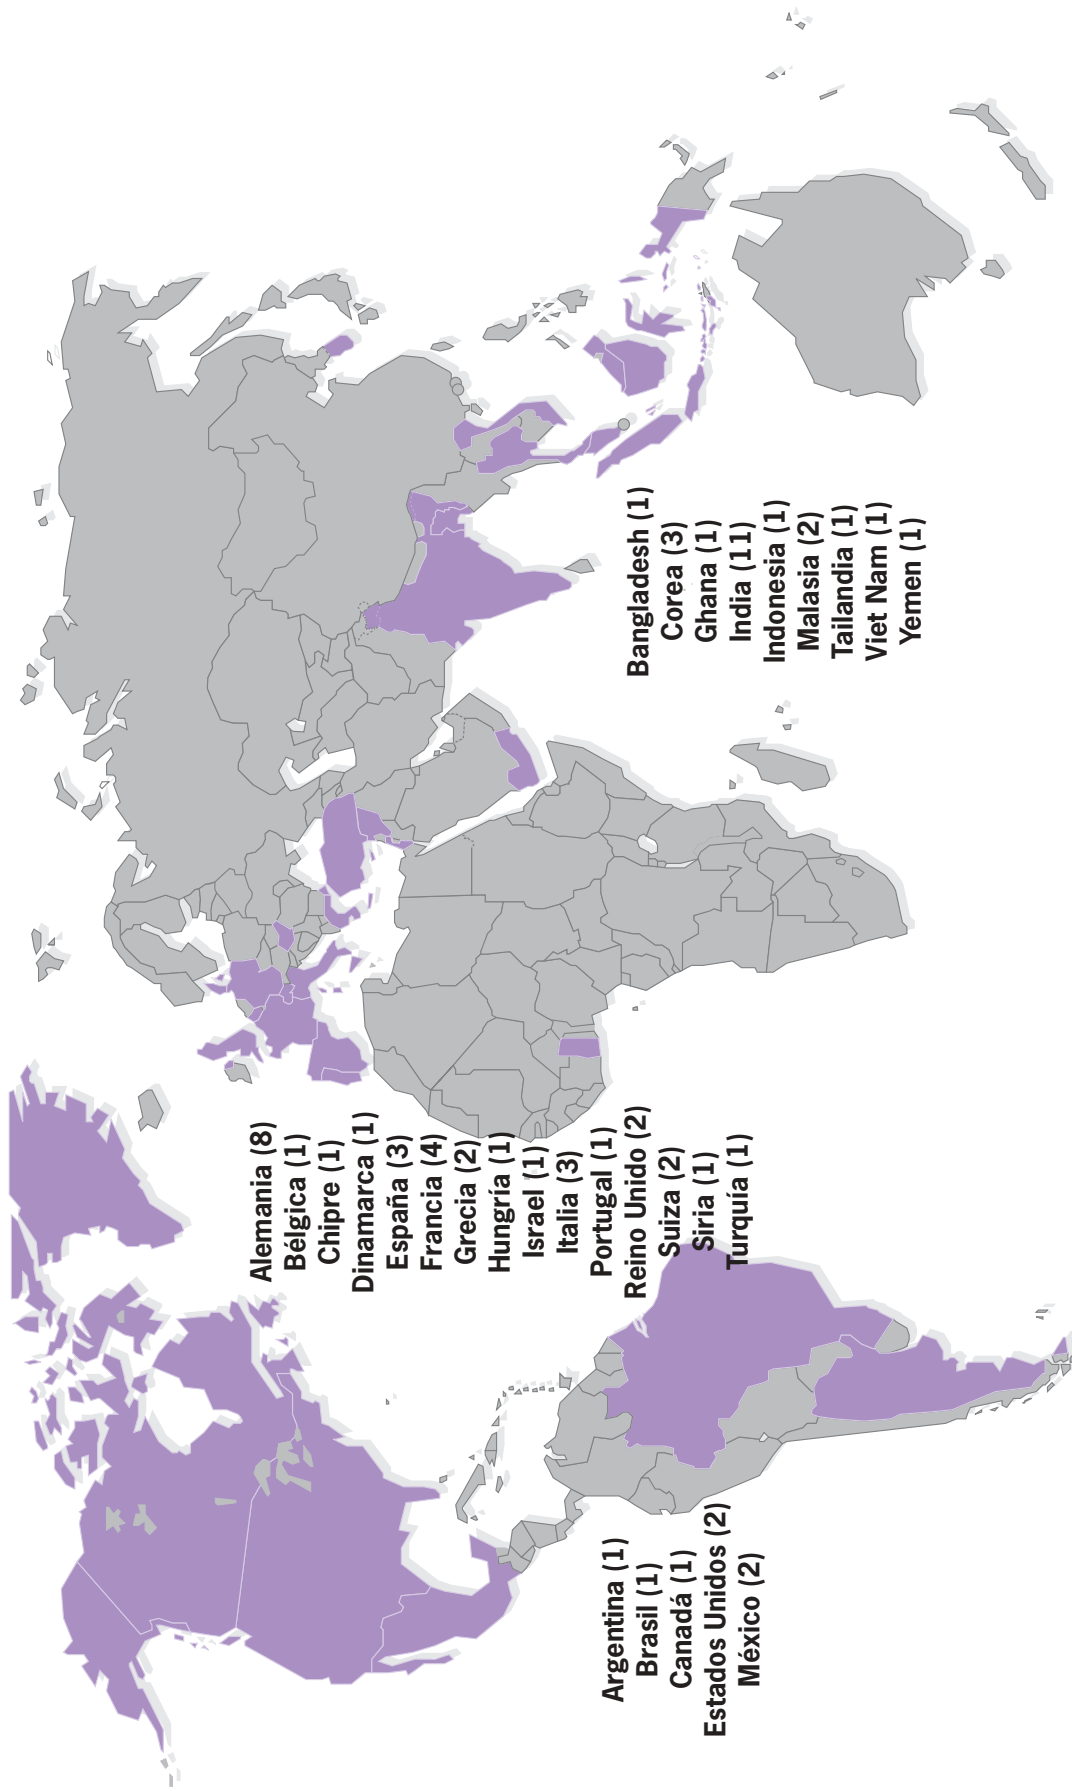 Argentina (1)
Brasil (1)
Canadá (1)
Estados Unidos (2)
México (2)
Alemania (8)
Bélgica (1)
Chipre (1)
Dinamarca (1)
España (3)
Francia (4)
Grecia (2)
Hungría (1)
Israel (1)
Italia (3)
Portugal (1)
Reino Unido (2)
Suiza (2)
Siria (1)
Turquía (1)
Bangladesh (1)
Corea (3)
Ghana (1)
India (11)
Indonesia (1)
Malasia (2)
Tailandia (1)
Viet Nam (1)
Yemen (1)